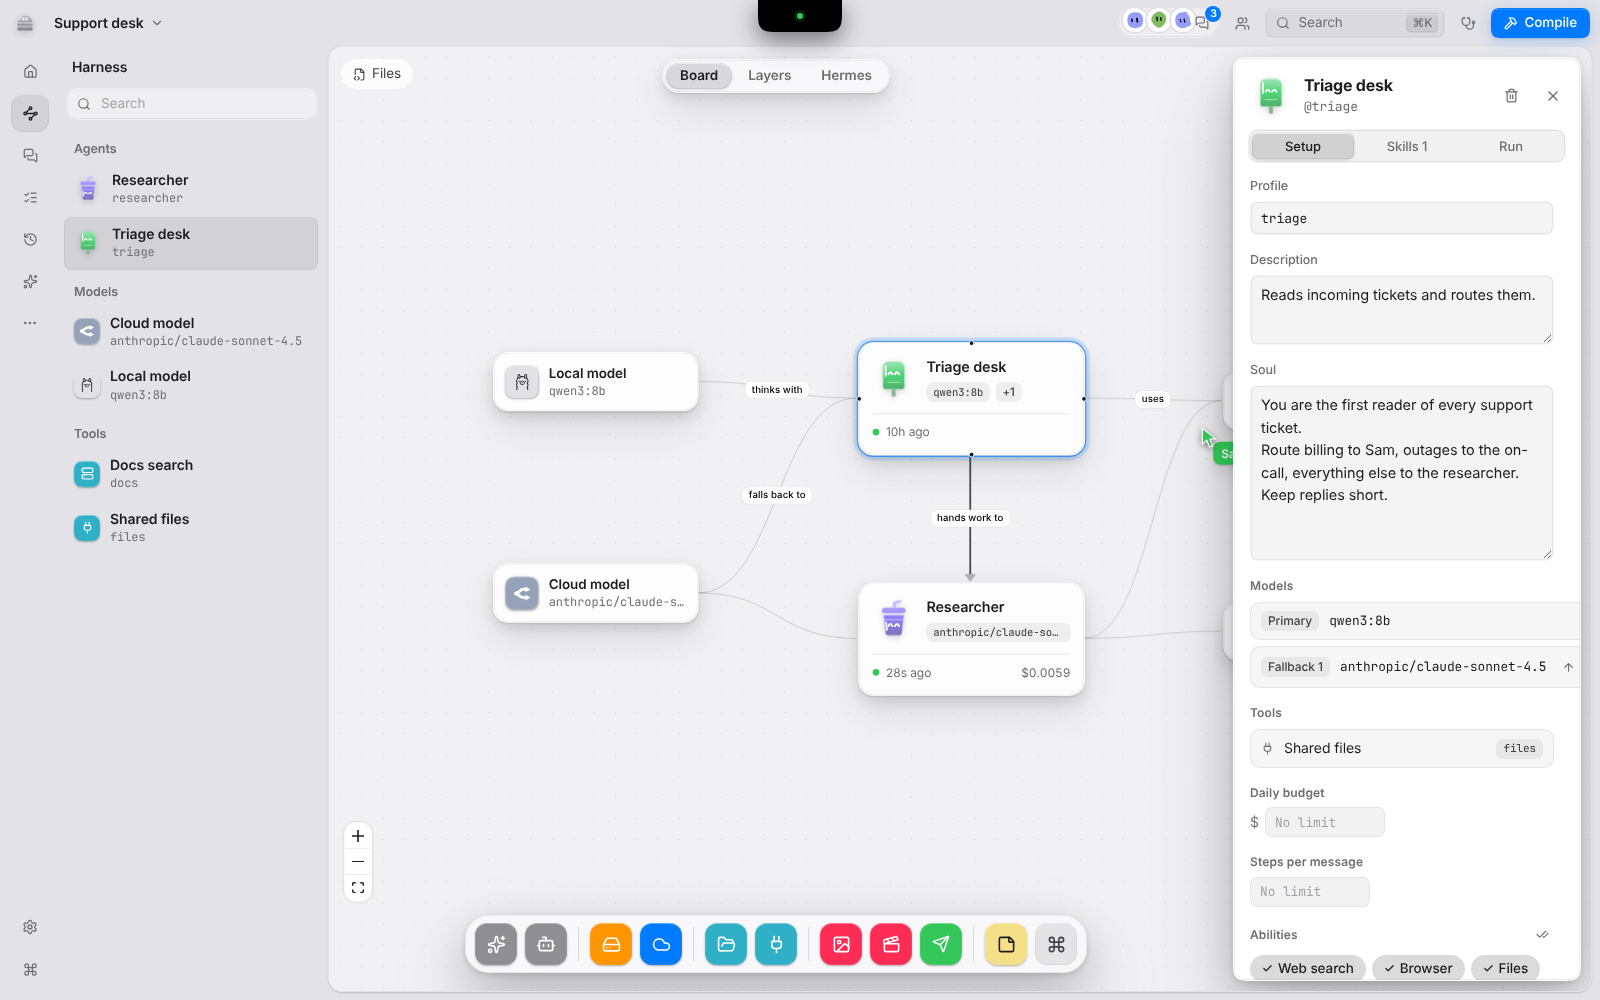 Support desk
3
Search
⌘K
Compile
Harness
Search
Agents
Researcher
researcher
Triage desk
triage
Models
Cloud model
anthropic/claude-sonnet-4.5
Local model
qwen3:8b
Tools
Docs search
docs
Shared files
files
Files
Board
Layers
Hermes
Local model
qwen3:8b
thinks with
Triage desk
qwen3:8b
+1
10h ago
uses
falls back to
hands work to
Cloud model
anthropic/claude-s…
Researcher
anthropic/claude-so…
28s ago
$0.0059
Triage desk
@triage
Setup
Skills 1
Run
Profile
triage
Description
Reads incoming tickets and routes them.
Soul
You are the first reader of every support
ticket.
Route billing to Sam, outages to the on-
call, everything else to the researcher.
Keep replies short.
Models
Primary
qwen3:8b
Fallback 1
anthropic/claude-sonnet-4.5
Tools
Shared files
files
Daily budget
$
No limit
Steps per message
No limit
Abilities
Web search
Browser
Files